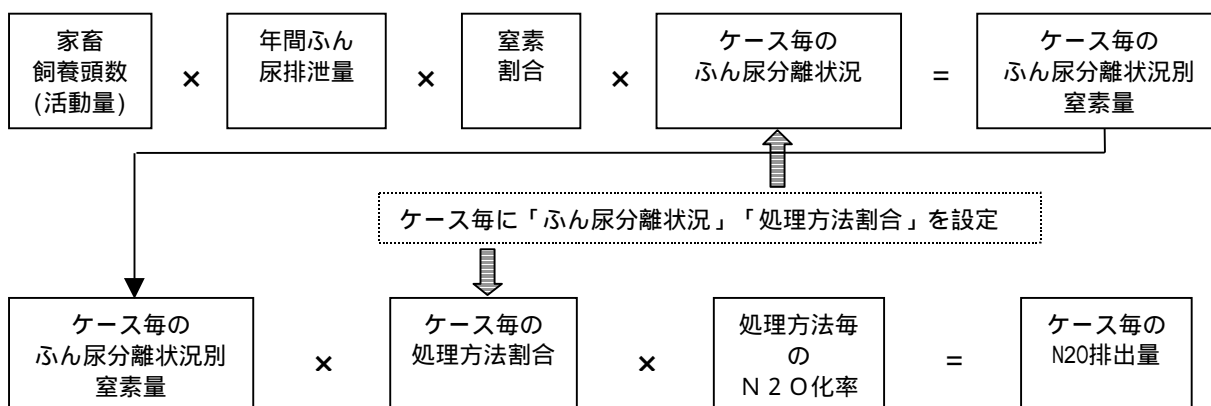 家畜
飼養頭数
(活動量)
×
年間ふん
尿排泄量
×
窒素
割合
×
ケース毎の
ふん尿分離状況
=
ケース毎の
ふん尿分離状況別
窒素量
ケース毎に「ふん尿分離状況」「処理方法割合」を設定
ケース毎の
ふん尿分離状況別
窒素量
×
ケース毎の
処理方法割合
×
処理方法毎
の
N2O化率
=
ケース毎の
N20排出量